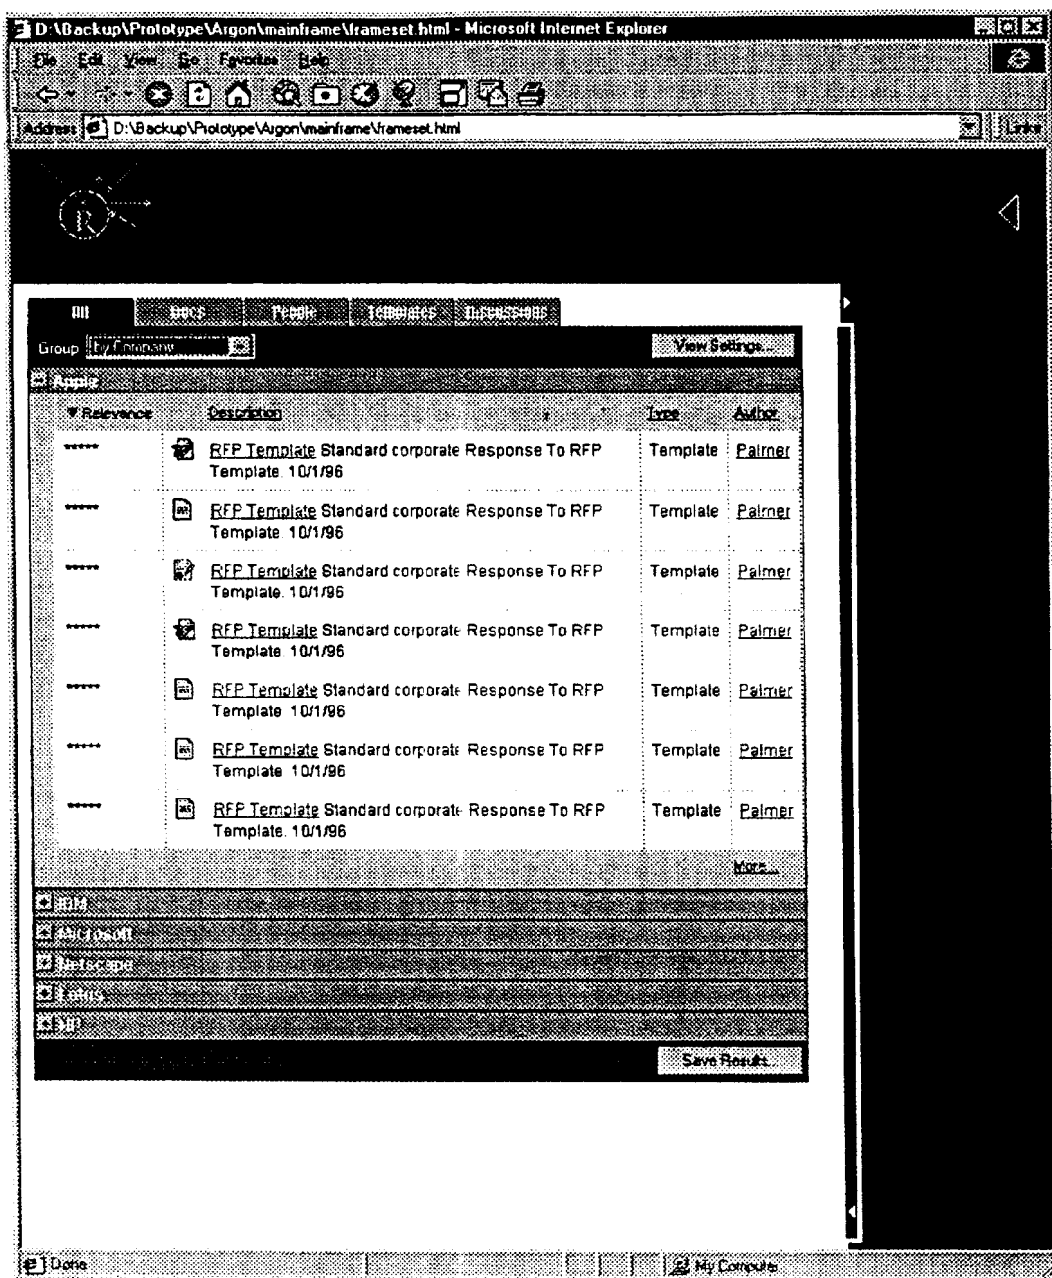 D:\Backup\Prototype\Argon\mainframe\frameset.html - Microsoft Internet Explorer
File Edit View Go Favorites Help
Address D:\Backup\Prototype\Argon\mainframe\frameset.html Links
R
All Docs People Templates Discussions
Group by Company View Settings...
Apple
Relevance Description Type Author
***** RFP Template Standard corporate Response To RFP Template Palmer
Template. 10/1/96
***** RFP Template Standard corporate Response To RFP Template Palmer
Template. 10/1/96
***** RFP Template Standard corporate Response To RFP Template Palmer
Template. 10/1/96
***** RFP Template Standard corporate Response To RFP Template Palmer
Template. 10/1/96
***** RFP Template Standard corporate Response To RFP Template Palmer
Template. 10/1/96
***** RFP Template Standard corporate Response To RFP Template Palmer
Template. 10/1/96
***** RFP Template Standard corporate Response To RFP Template Palmer
Template. 10/1/96
More...
IBM
Microsoft
Netscape
Lotus
HP
Save Results...
Done My Computer